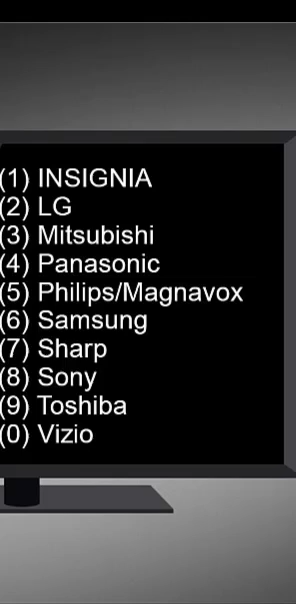 (1) INSIGNIA
(2) LG
(3) Mitsubishi
(4) Panasonic
(5) Philips/Magnavox
(6) Samsung
(7) Sharp
(8) Sony
(9) Toshiba
(0) Vizio